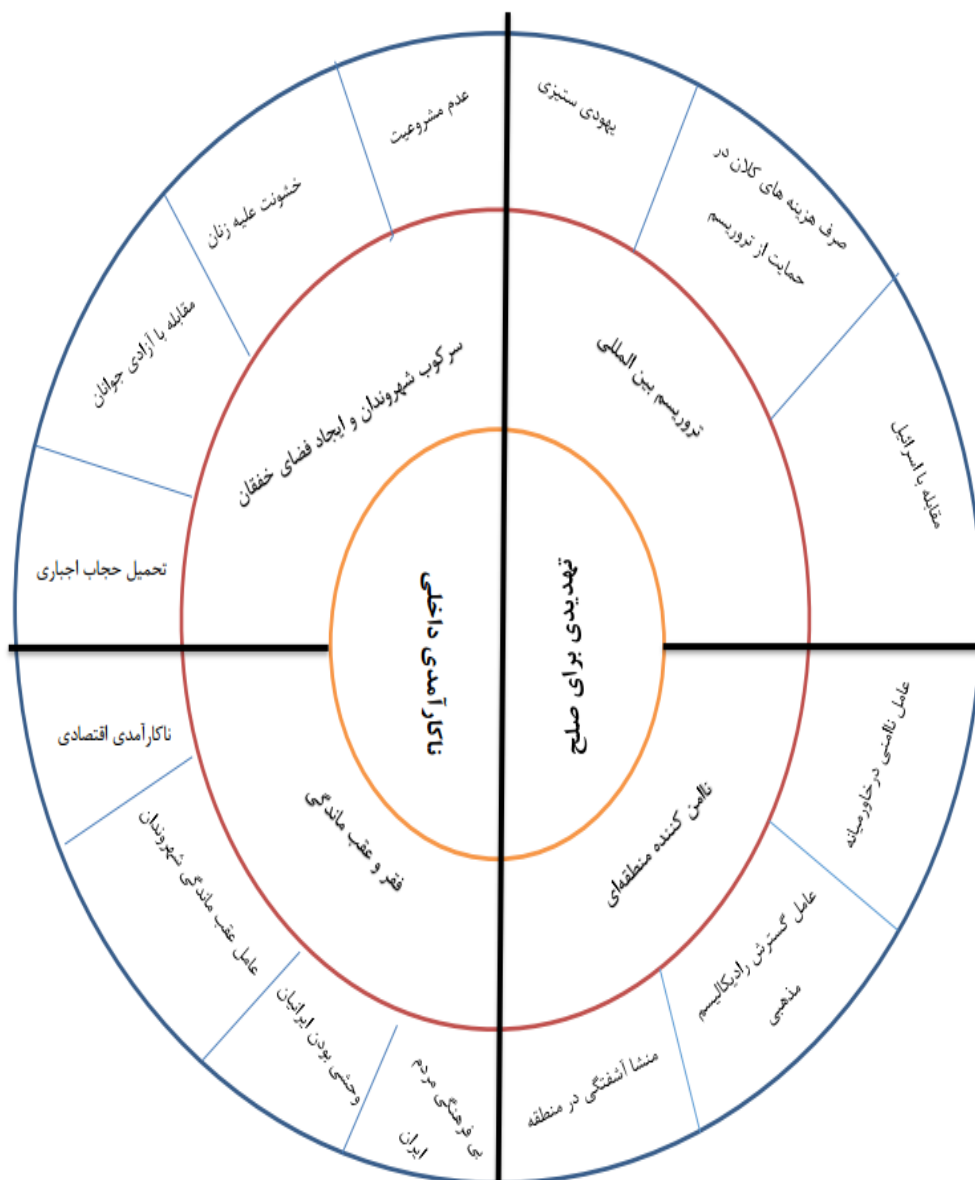 یهودی ستیزی
صرف هزینه های کلان در
حمایت از تروریسم
مقابله با اسرائیل
تروریسم بین المللی
عدم مشروعیت
خشونت علیه زنان
مقابله با آزادی جوانان
تحمیل حجاب اجباری
سرکوب شهروندان و ایجاد فضای خفقان
تهدیدی برای صلح
ناکارآمدی داخلی
ناامن کننده منطقه‌ای
عامل ناامنی درخاورمیانه
عامل گسترش رادیکالیسم
مذهبی
منشا آشفتگی در منطقه
فقر و عقب ماندگی
ناکارآمدی اقتصادی
عامل عقب ماندگی شهروندان
وحشی بودن ایرانیان
بی فرهنگی مردم
ایران